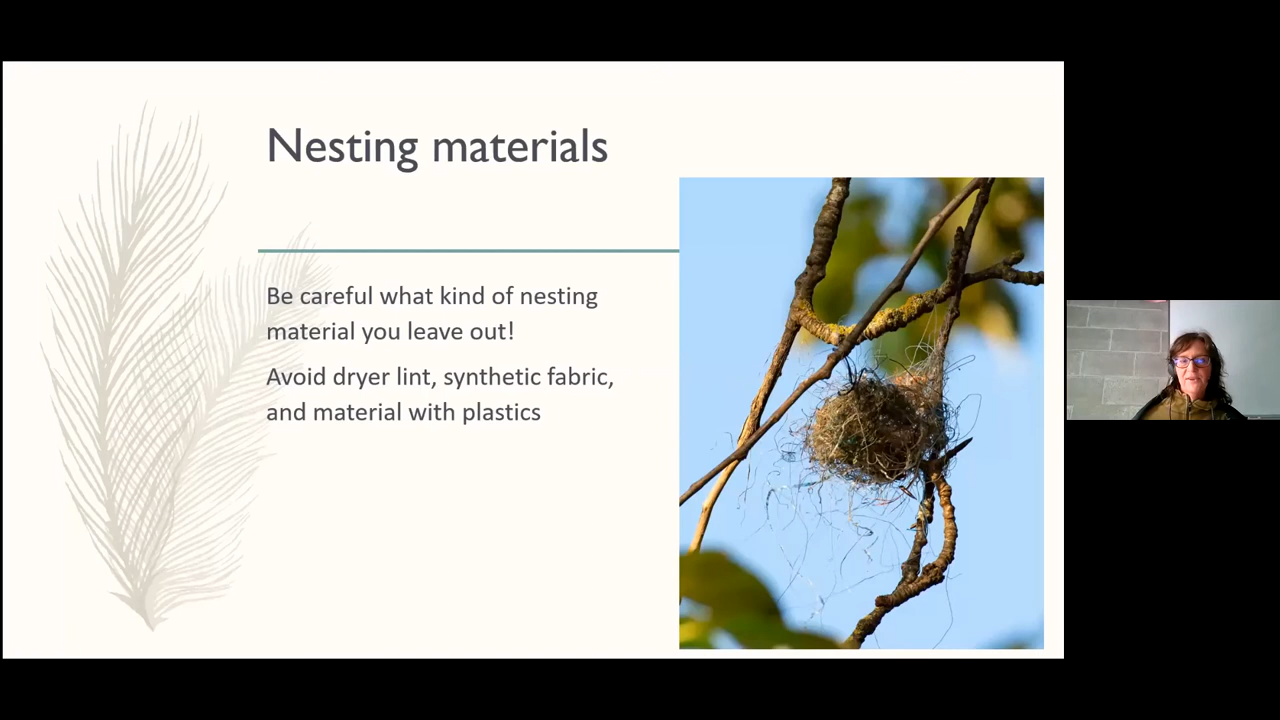 Nesting materials
Be careful what kind of nesting
material you leave out!
Avoid dryer lint, synthetic fabric,
and material with plastics